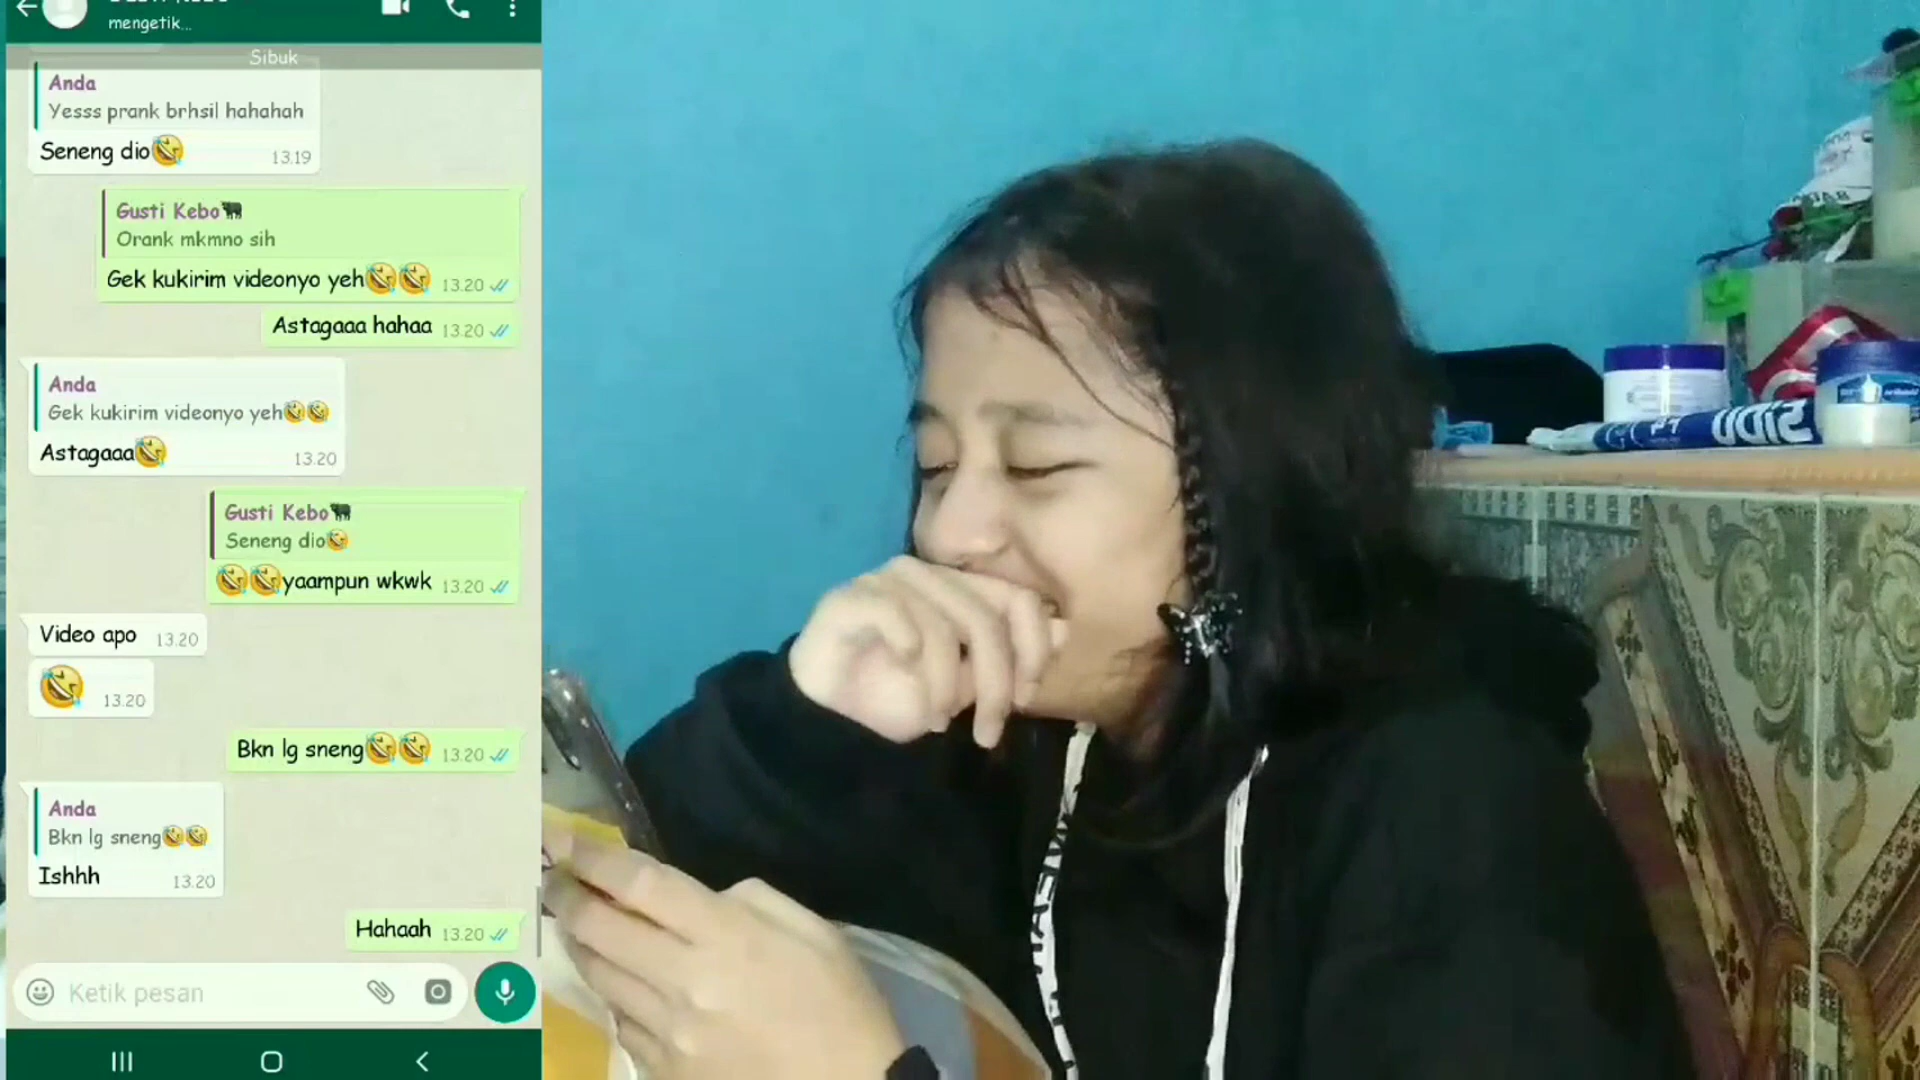 mengetik...
Sibuk
Anda
Yesss prank brhsil hahahah
Seneng dio🤣
13.19
Gusti Kebo🐃
Orank mkmno sih
Gek kukirim videonyo yeh🤣🤣 13.20
Astagaaa hahaa 13.20
Anda
Gek kukirim videonyo yeh🤣🤣
Astagaaa🤣
13.20
Gusti Kebo🐃
Seneng dio🤣
🤣🤣yaampun wkwk 13.20
Video apo 13.20
🤣 13.20
Bkn lg sneng🤣🤣 13.20
Anda
Bkn lg sneng🤣🤣
Ishhh
13.20
Hahaah 13.20
Ketik pesan